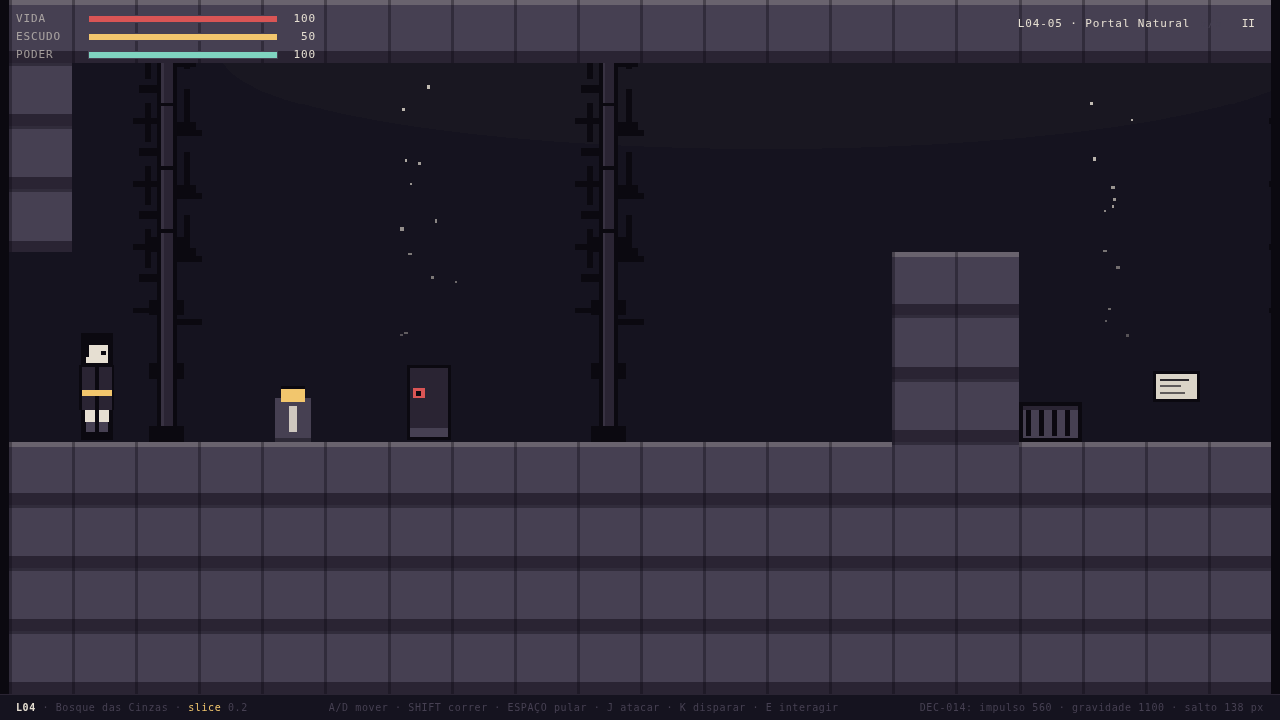 VIDA 100
ESCUDO 50
PODER 100
L04-05 · Portal Natural II
L04 · Bosque das Cinzas · slice 0.2
A/D mover · SHIFT correr · ESPAÇO pular · J atacar · K disparar · E interagir
DEC-014: impulso 560 · gravidade 1100 · salto 138 px